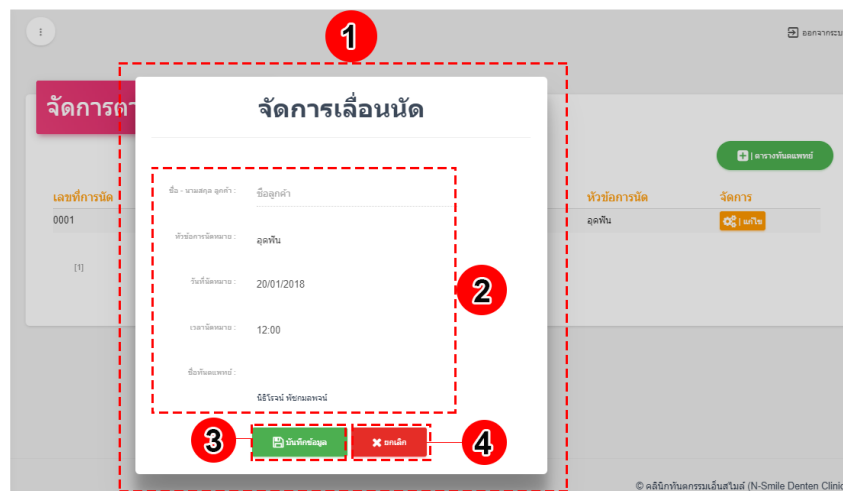 1
ออกจากระบ
จัดการตา
จัดการเลื่อนนัด
| ตารางทันตแพทย์
ชื่อ - นามสกุล ลูกค้า :
ชื่อลูกค้า
เลขที่การนัด
หัวข้อการนัด
จัดการ
0001
อุดฟัน
| แก้ไข
หัวข้อการนัดหมาย :
อุดฟัน
[1]
วันที่นัดหมาย :
20/01/2018
2
เวลานัดหมาย :
12:00
ชื่อทันตแพทย์ :
นิธิโรจน์ พัชกมลพจน์
3
บันทึกข้อมูล
ยกเลิก
4
© คลินิกทันตกรรมเอ็นสไมล์ (N-Smile Denten Clinic